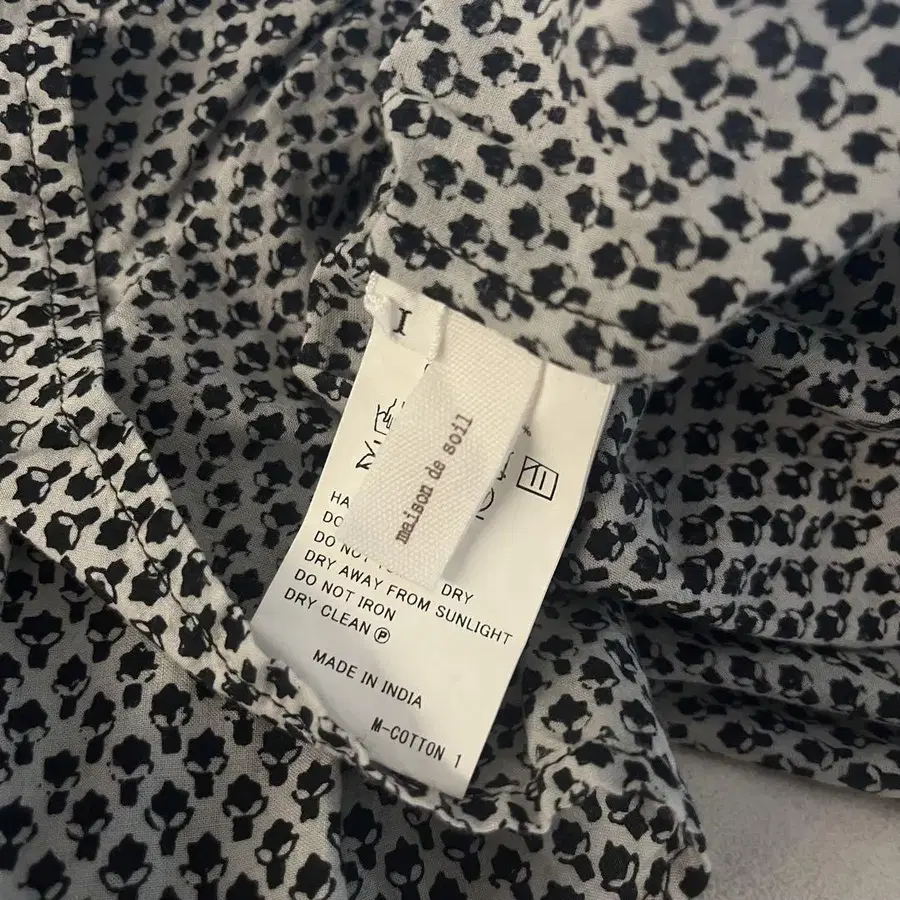 I
maison de soil
HA
DO
DO NOT DRY
DRY AWAY FROM SUNLIGHT
DO NOT IRON
DRY CLEAN Ⓟ
MADE IN INDIA
M-COTTON 1